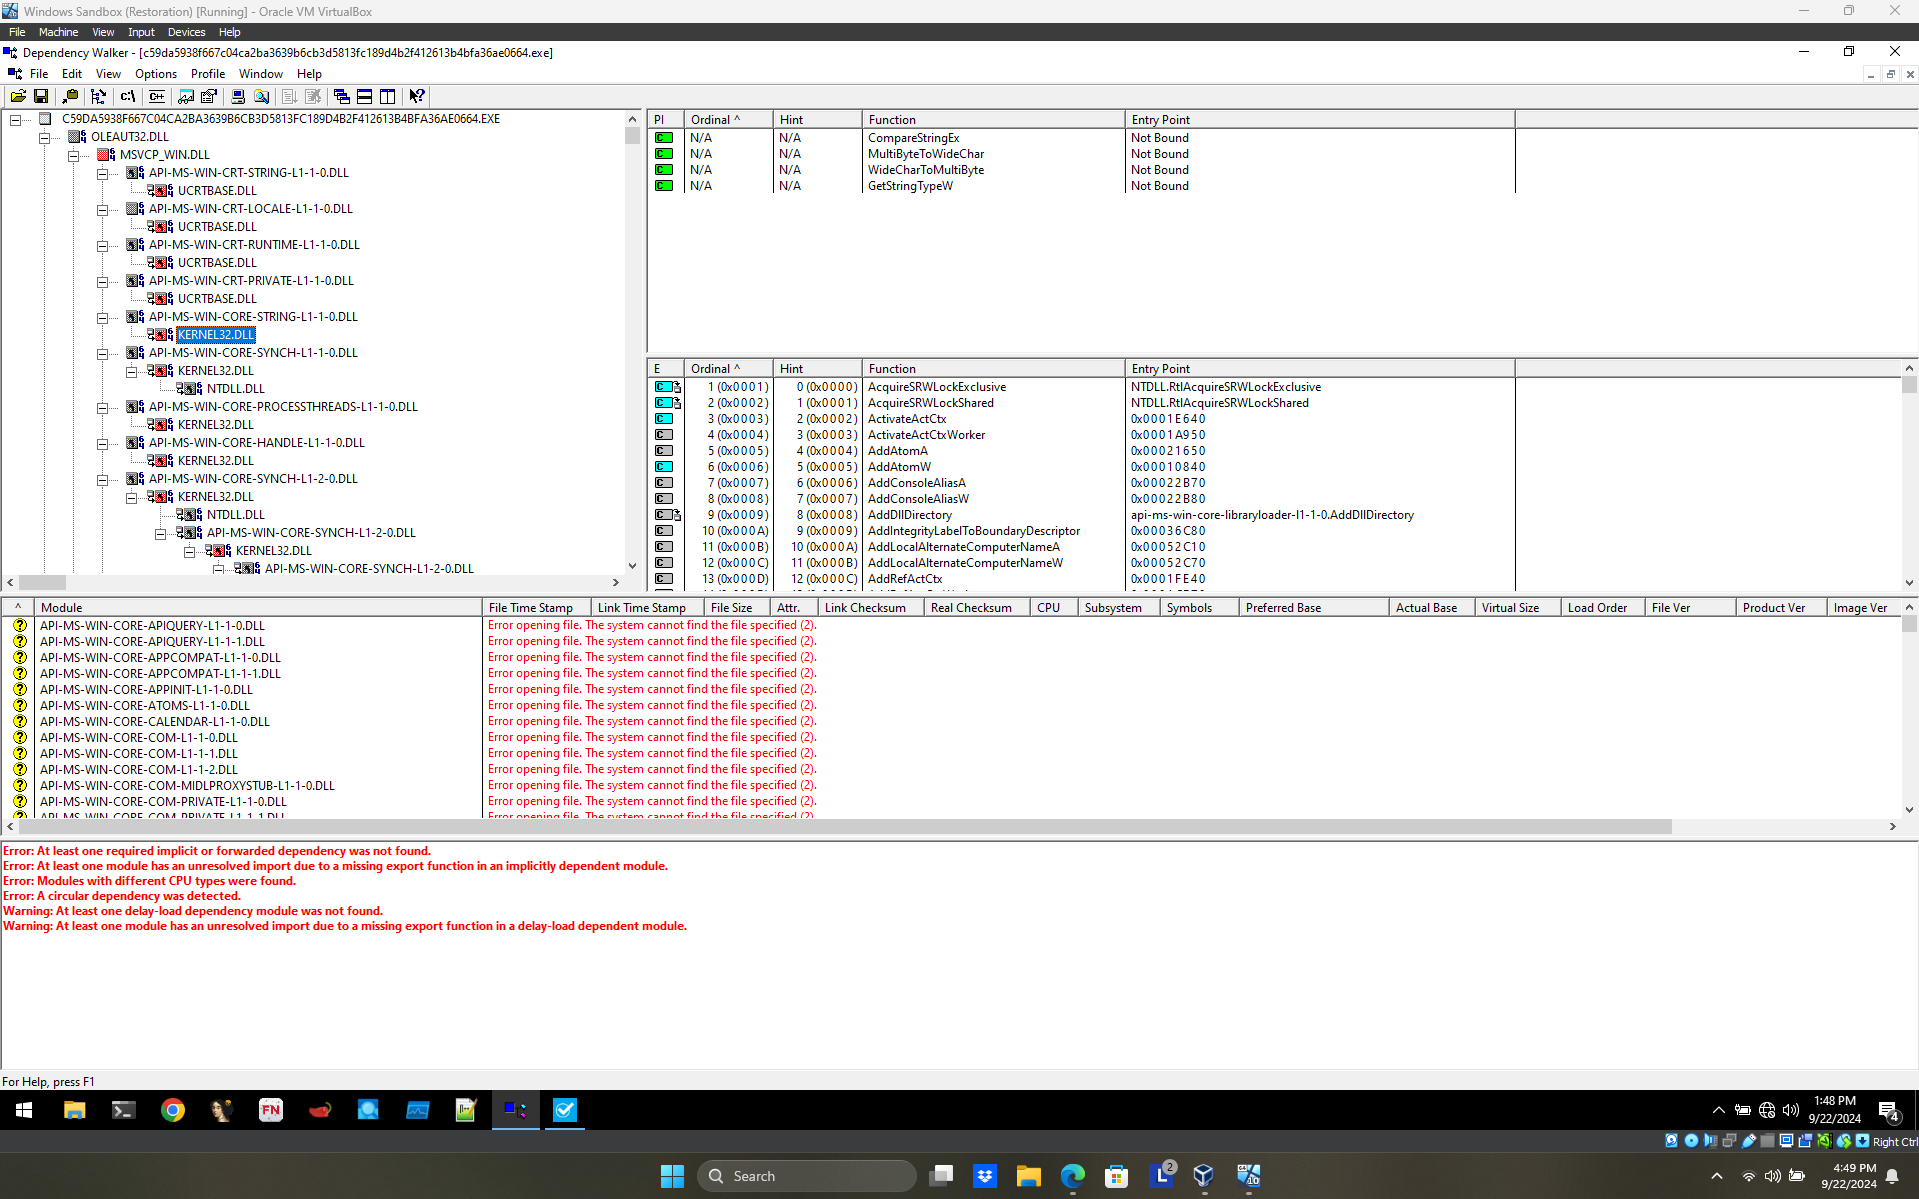 Windows Sandbox (Restoration) [Running] - Oracle VM VirtualBox
File Machine View Input Devices Help
Dependency Walker - [c59da5938f667c04ca2ba3639b6cb3d5813fc189d4b2f412613b4bfa36ae0664.exe]
File Edit View Options Profile Window Help
C59DA5938F667C04CA2BA3639B6CB3D5813FC189D4B2F412613B4BFA36AE0664.EXE
OLEAUT32.DLL
MSVCP_WIN.DLL
API-MS-WIN-CRT-STRING-L1-1-0.DLL
UCRTBASE.DLL
API-MS-WIN-CRT-LOCALE-L1-1-0.DLL
UCRTBASE.DLL
API-MS-WIN-CRT-RUNTIME-L1-1-0.DLL
UCRTBASE.DLL
API-MS-WIN-CRT-PRIVATE-L1-1-0.DLL
UCRTBASE.DLL
API-MS-WIN-CORE-STRING-L1-1-0.DLL
KERNEL32.DLL
API-MS-WIN-CORE-SYNCH-L1-1-0.DLL
KERNEL32.DLL
NTDLL.DLL
API-MS-WIN-CORE-PROCESSTHREADS-L1-1-0.DLL
KERNEL32.DLL
API-MS-WIN-CORE-HANDLE-L1-1-0.DLL
KERNEL32.DLL
API-MS-WIN-CORE-SYNCH-L1-2-0.DLL
KERNEL32.DLL
NTDLL.DLL
API-MS-WIN-CORE-SYNCH-L1-2-0.DLL
KERNEL32.DLL
API-MS-WIN-CORE-SYNCH-L1-2-0.DLL
PI Ordinal ^ Hint Function Entry Point
C N/A N/A CompareStringEx Not Bound
C N/A N/A MultiByteToWideChar Not Bound
C N/A N/A WideCharToMultiByte Not Bound
C N/A N/A GetStringTypeW Not Bound
E Ordinal ^ Hint Function Entry Point
C 1 (0x0001) 0 (0x0000) AcquireSRWLockExclusive NTDLL.RtlAcquireSRWLockExclusive
C 2 (0x0002) 1 (0x0001) AcquireSRWLockShared NTDLL.RtlAcquireSRWLockShared
C 3 (0x0003) 2 (0x0002) ActivateActCtx 0x0001E640
C 4 (0x0004) 3 (0x0003) ActivateActCtxWorker 0x0001A950
C 5 (0x0005) 4 (0x0004) AddAtomA 0x00021650
C 6 (0x0006) 5 (0x0005) AddAtomW 0x00010840
C 7 (0x0007) 6 (0x0006) AddConsoleAliasA 0x00022B70
C 8 (0x0008) 7 (0x0007) AddConsoleAliasW 0x00022B80
C 9 (0x0009) 8 (0x0008) AddDllDirectory api-ms-win-core-libraryloader-l1-1-0.AddDllDirectory
C 10 (0x000A) 9 (0x0009) AddIntegrityLabelToBoundaryDescriptor 0x00036C80
C 11 (0x000B) 10 (0x000A) AddLocalAlternateComputerNameA 0x00052C10
C 12 (0x000C) 11 (0x000B) AddLocalAlternateComputerNameW 0x00052C70
C 13 (0x000D) 12 (0x000C) AddRefActCtx 0x0001FE40
^ Module File Time Stamp Link Time Stamp File Size Attr. Link Checksum Real Checksum CPU Subsystem Symbols Preferred Base Actual Base Virtual Size Load Order File Ver Product Ver Image Ver
API-MS-WIN-CORE-APIQUERY-L1-1-0.DLL Error opening file. The system cannot find the file specified (2).
API-MS-WIN-CORE-APIQUERY-L1-1-1.DLL Error opening file. The system cannot find the file specified (2).
API-MS-WIN-CORE-APPCOMPAT-L1-1-0.DLL Error opening file. The system cannot find the file specified (2).
API-MS-WIN-CORE-APPCOMPAT-L1-1-1.DLL Error opening file. The system cannot find the file specified (2).
API-MS-WIN-CORE-APPINIT-L1-1-0.DLL Error opening file. The system cannot find the file specified (2).
API-MS-WIN-CORE-ATOMS-L1-1-0.DLL Error opening file. The system cannot find the file specified (2).
API-MS-WIN-CORE-CALENDAR-L1-1-0.DLL Error opening file. The system cannot find the file specified (2).
API-MS-WIN-CORE-COM-L1-1-0.DLL Error opening file. The system cannot find the file specified (2).
API-MS-WIN-CORE-COM-L1-1-1.DLL Error opening file. The system cannot find the file specified (2).
API-MS-WIN-CORE-COM-L1-1-2.DLL Error opening file. The system cannot find the file specified (2).
API-MS-WIN-CORE-COM-MIDLPROXYSTUB-L1-1-0.DLL Error opening file. The system cannot find the file specified (2).
API-MS-WIN-CORE-COM-PRIVATE-L1-1-0.DLL Error opening file. The system cannot find the file specified (2).
API-MS-WIN-CORE-COM-PRIVATE-L1-1-1.DLL Error opening file. The system cannot find the file specified (2).
Error: At least one required implicit or forwarded dependency was not found.
Error: At least one module has an unresolved import due to a missing export function in an implicitly dependent module.
Error: Modules with different CPU types were found.
Error: A circular dependency was detected.
Warning: At least one delay-load dependency module was not found.
Warning: At least one module has an unresolved import due to a missing export function in a delay-load dependent module.
For Help, press F1
FN
1:48 PM
9/22/2024
4
Right Ctrl
Search
2
4:49 PM
9/22/2024